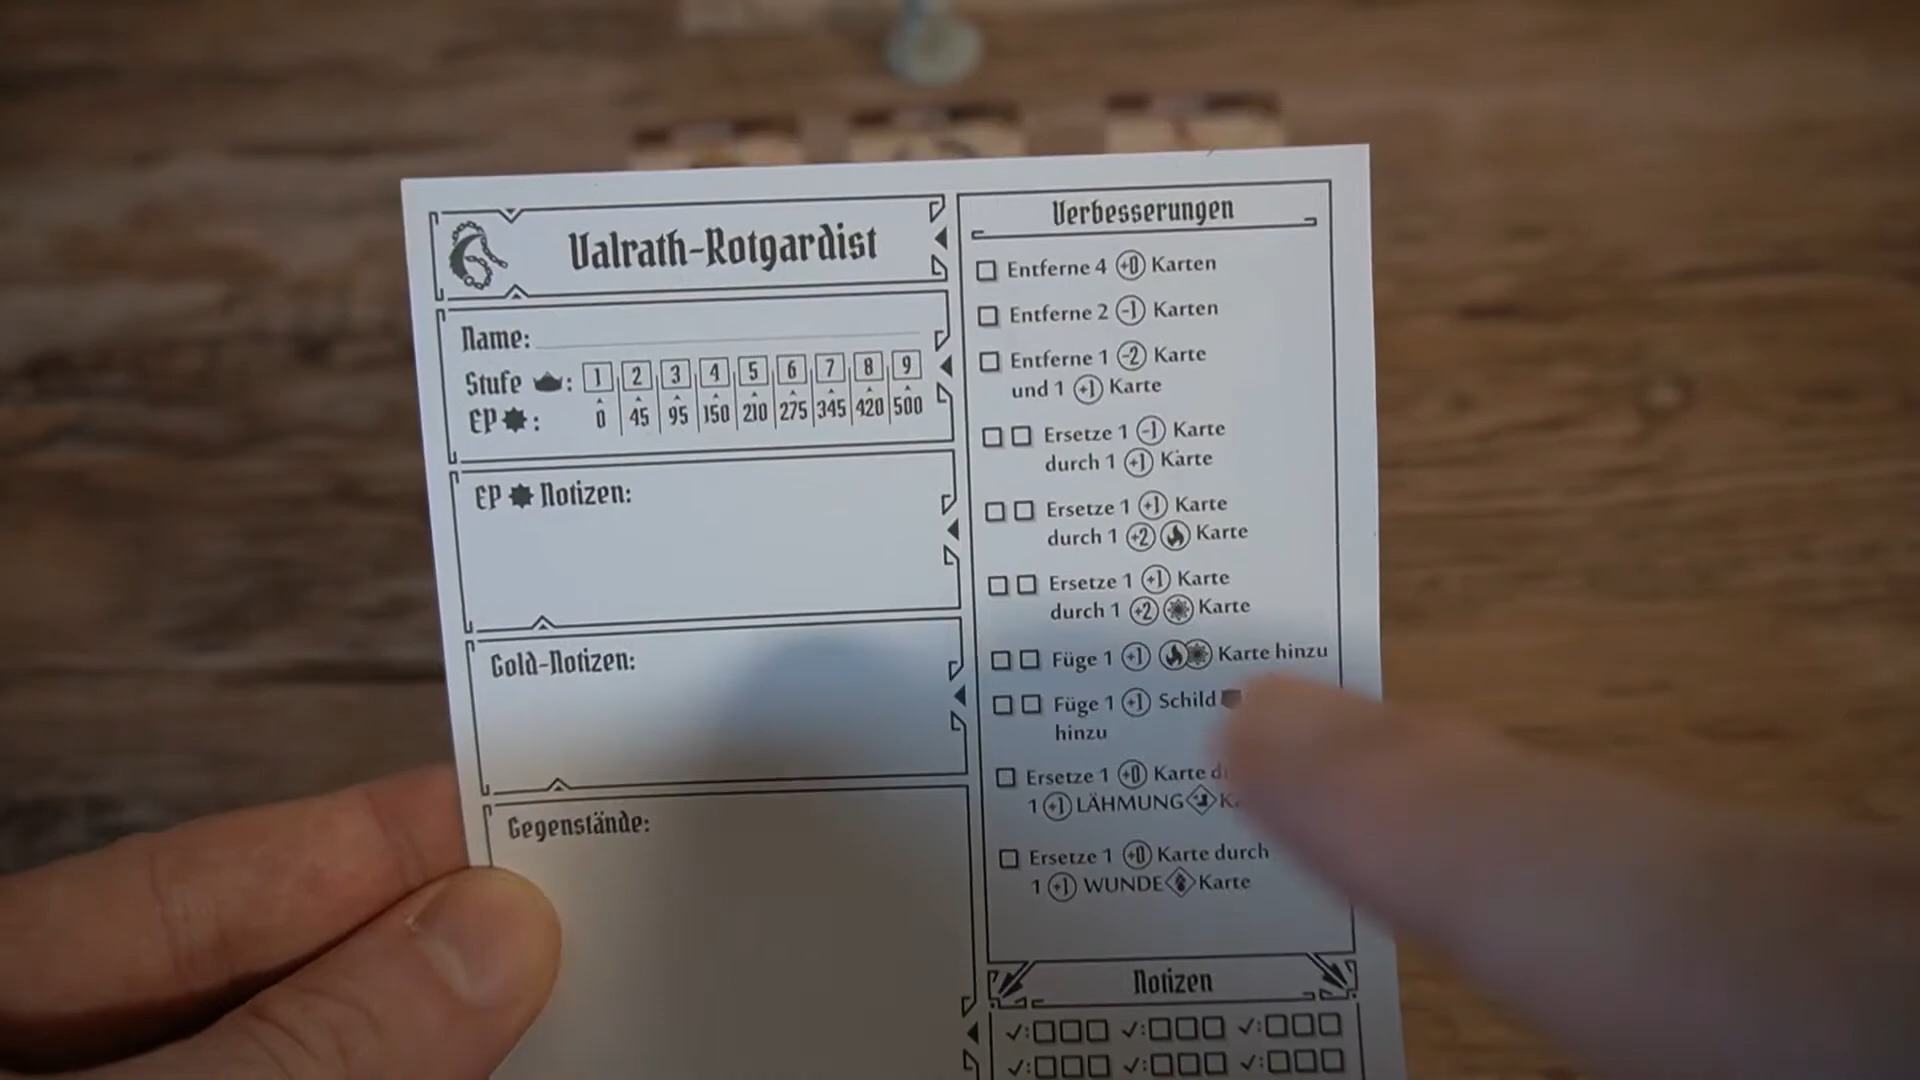 Valrath-Rotgardist
Name:
Stufe : 1 2 3 4 5 6 7 8 9
EP : 0 45 95 150 210 275 345 420 500
EP Notizen:
Gold-Notizen:
Gegenstände:
Verbesserungen
Entferne 4 +0 Karten
Entferne 2 -1 Karten
Entferne 1 -2 Karte
und 1 +1 Karte
Ersetze 1 -1 Karte
durch 1 +1 Karte
Ersetze 1 +1 Karte
durch 1 +2 Karte
Ersetze 1 +1 Karte
durch 1 +2 Karte
Füge 1 +1 Karte hinzu
Füge 1 +1 Schild
hinzu
Ersetze 1 +0 Karte
1 +1 LÄHMUNG
Ersetze 1 +0 Karte durch
1 +1 WUNDE Karte
Notizen